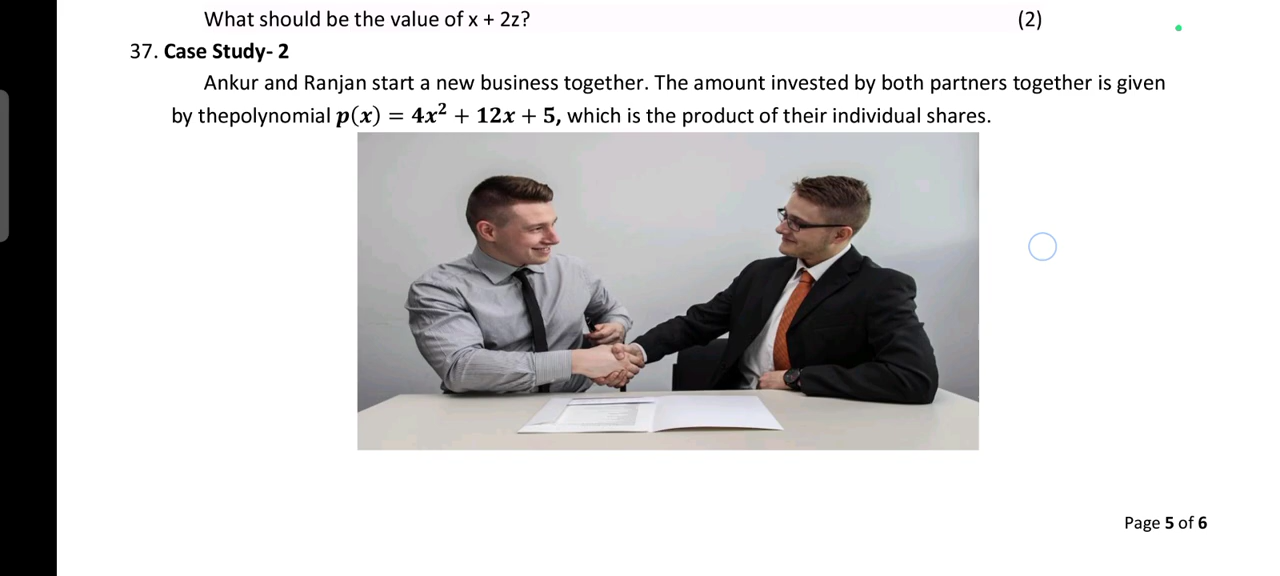 What should be the value of x + 2z? (2)
37. Case Study- 2
Ankur and Ranjan start a new business together. The amount invested by both partners together is given
by thepolynomial p(x) = 4x² + 12x + 5, which is the product of their individual shares.
Page 5 of 6